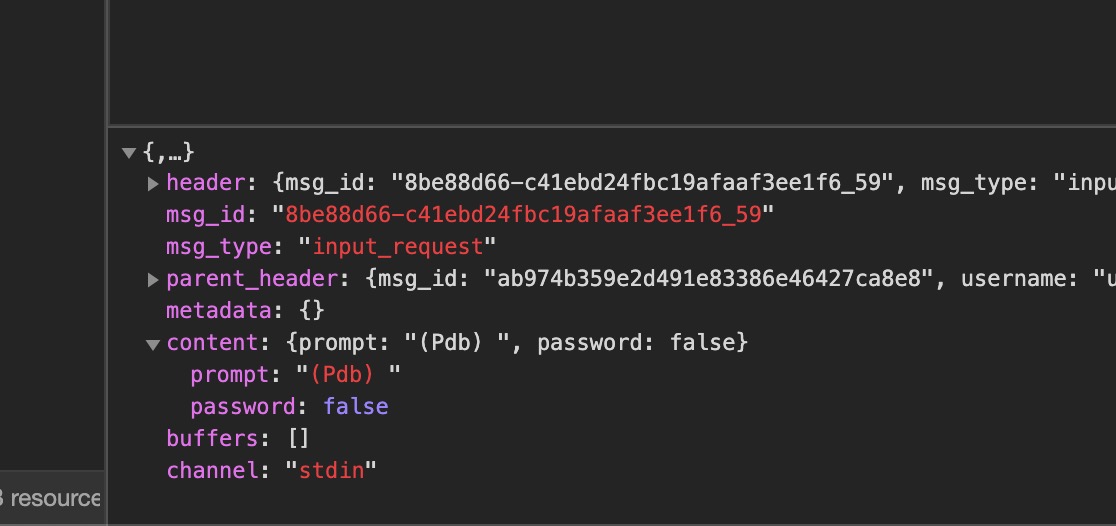 {,…}
header: {msg_id: "8be88d66-c41ebd24fbc19afaaf3ee1f6_59", msg_type: "inpu
msg_id: "8be88d66-c41ebd24fbc19afaaf3ee1f6_59"
msg_type: "input_request"
parent_header: {msg_id: "ab974b359e2d491e83386e46427ca8e8", username: "u
metadata: {}
content: {prompt: "(Pdb) ", password: false}
prompt: "(Pdb) "
password: false
buffers: []
channel: "stdin"
3 resource